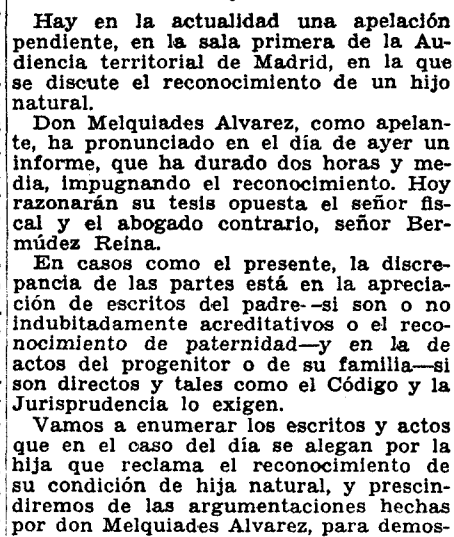 Hay en la actualidad una apelación
pendiente, en la sala primera de la Au-
diencia territorial de Madrid, en la que
se discute el reconocimiento de un hijo
natural.
Don Melquiades Alvarez, como apelan-
te, ha pronunciado en el día de ayer un
informe, que ha durado dos horas y me-
dia, impugnando el reconocimiento. Hoy
razonarán su tesis opuesta el señor fis-
cal y el abogado contrario, señor Ber-
múdez Reina.
En casos como el presente, la discre-
pancia de las partes está en la aprecia-
ción de escritos del padre--si son o no
indubitadamente acreditativos o el reco-
nocimiento de paternidad—y en la de
actos del progenitor o de su familia—si
son directos y tales como el Código y la
Jurisprudencia lo exigen.
Vamos a enumerar los escritos y actos
que en el caso del día se alegan por la
hija que reclama el reconocimiento de
su condición de hija natural, y prescin-
diremos de las argumentaciones hechas
por don Melquiades Alvarez, para demos-